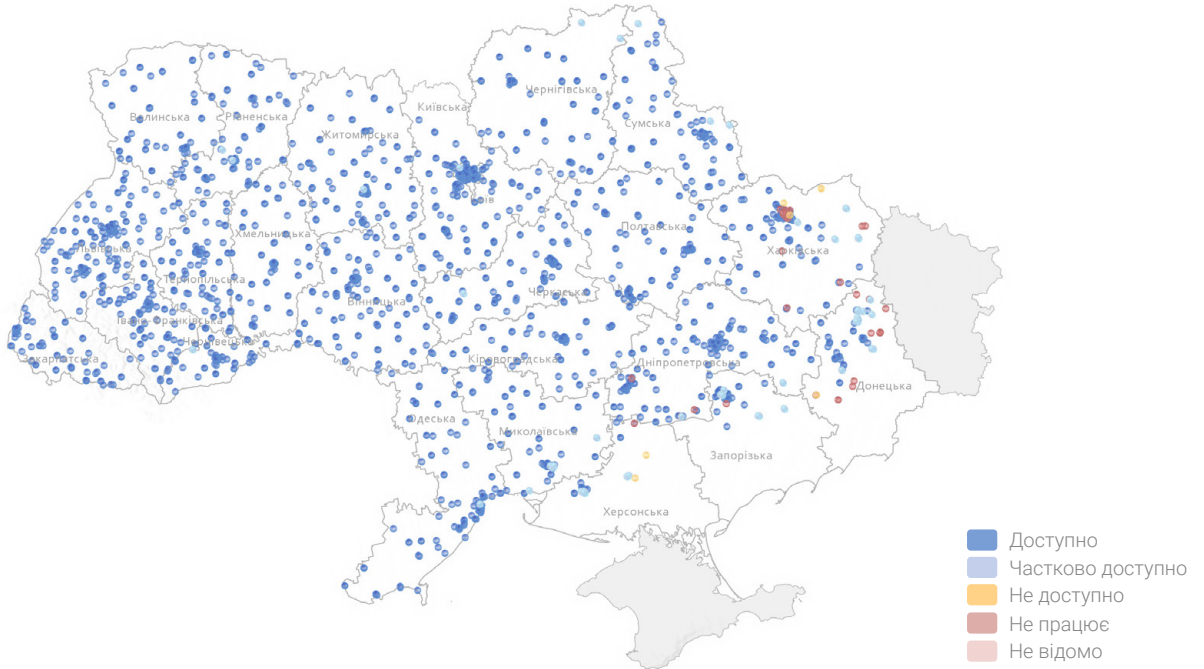 Чернігівська
Київська
Волинська
Рівненська
Житомирська
Сумська
Київ
Полтавська
Хмельницька
Львівська
Харківська
Тернопільська
Вінницька
Черкаська
Івано-Франківська
Чернівецька
Закарпатська
Кіровоградська
Дніпропетровська
Донецька
Одеська
Миколаївська
Запорізька
Херсонська
Доступно
Частково доступно
Не доступно
Не працює
Не відомо